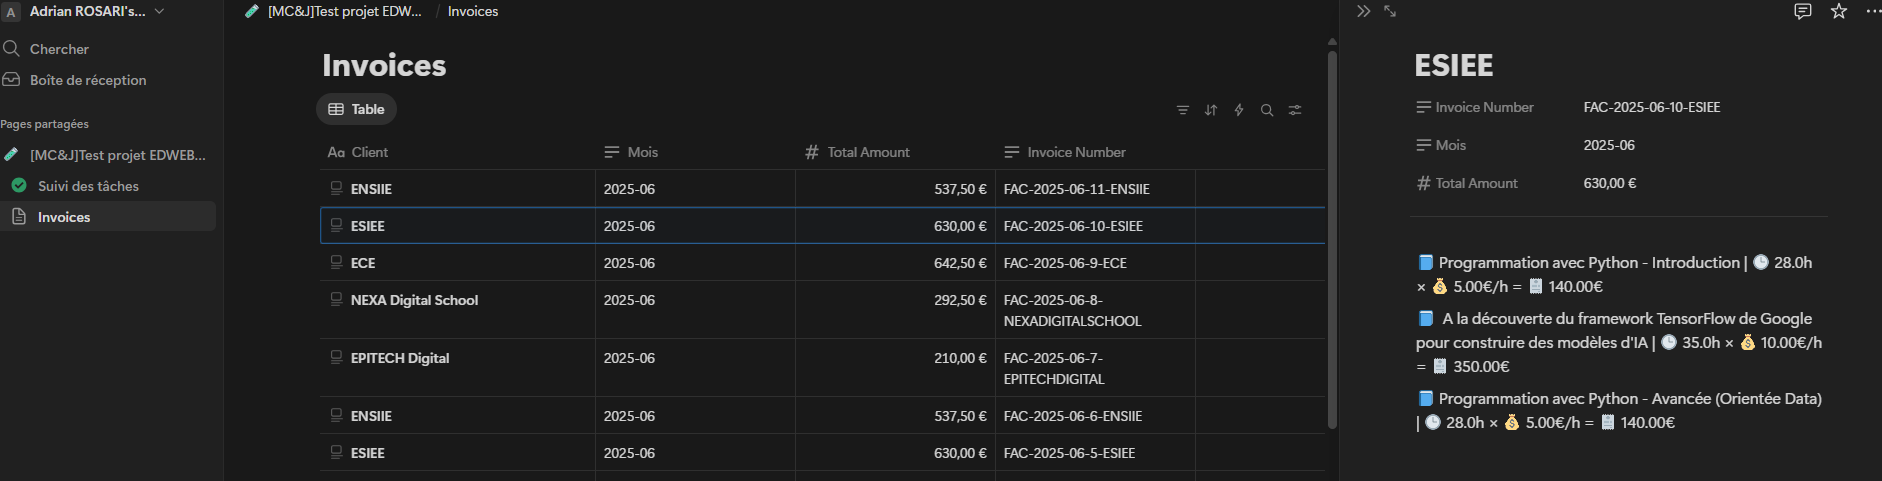 A Adrian ROSARI's...
Chercher
Boîte de réception
Pages partagées
[MC&J]Test projet EDWEB...
Suivi des tâches
Invoices
[MC&J]Test projet EDW... / Invoices
Invoices
Table
Aa Client Mois # Total Amount Invoice Number
ENSIIE 2025-06 537,50 € FAC-2025-06-11-ENSIIE
ESIEE 2025-06 630,00 € FAC-2025-06-10-ESIEE
ECE 2025-06 642,50 € FAC-2025-06-9-ECE
NEXA Digital School 2025-06 292,50 € FAC-2025-06-8-
NEXADIGITALSCHOOL
EPITECH Digital 2025-06 210,00 € FAC-2025-06-7-
EPITECHDIGITAL
ENSIIE 2025-06 537,50 € FAC-2025-06-6-ENSIIE
ESIEE 2025-06 630,00 € FAC-2025-06-5-ESIEE
ESIEE
Invoice Number FAC-2025-06-10-ESIEE
Mois 2025-06
# Total Amount 630,00 €
📘 Programmation avec Python - Introduction | 🕒 28.0h
× 💰 5.00€/h = 🧾 140.00€
📘 A la découverte du framework TensorFlow de Google
pour construire des modèles d'IA | 🕒 35.0h × 💰 10.00€/h
= 🧾 350.00€
📘 Programmation avec Python - Avancée (Orientée Data)
| 🕒 28.0h × 💰 5.00€/h = 🧾 140.00€